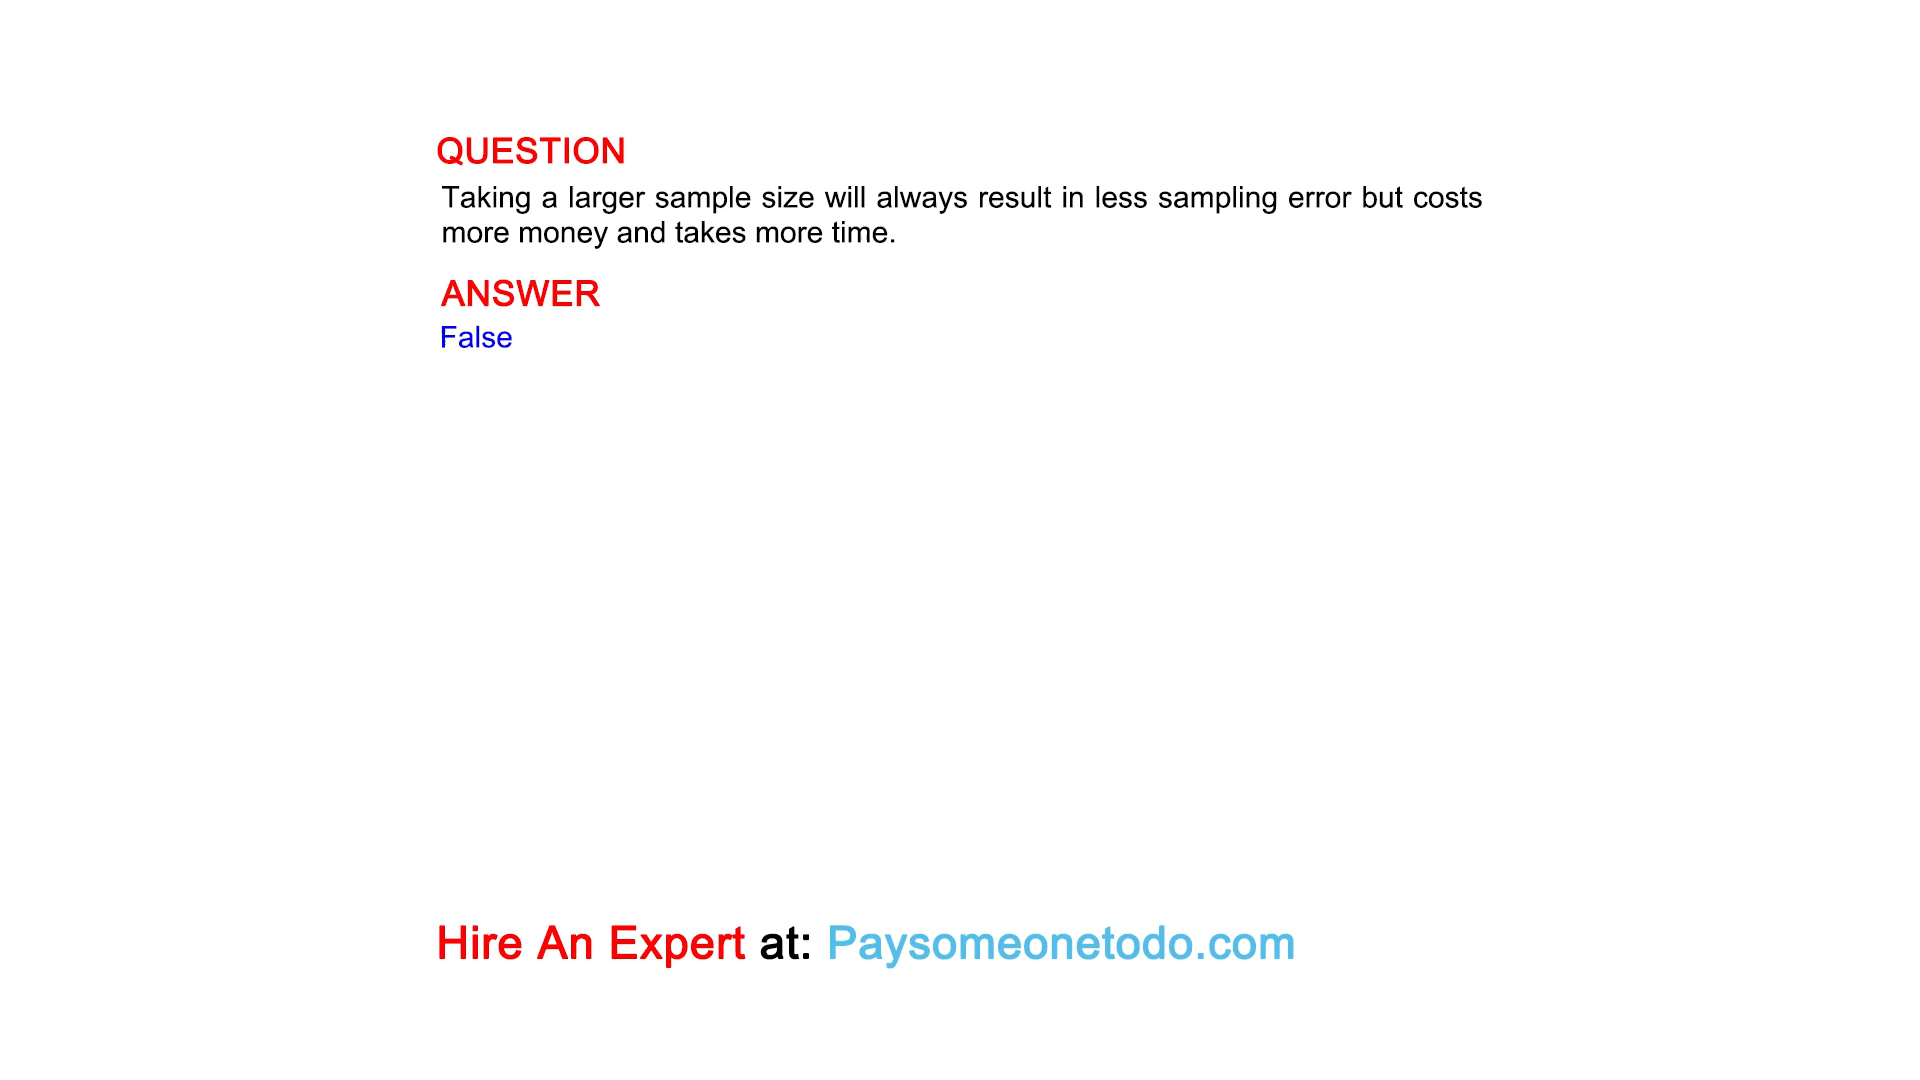 QUESTION
Taking a larger sample size will always result in less sampling error but costs
more money and takes more time.
ANSWER
False
Hire An Expert at: Paysomeonetodo.com